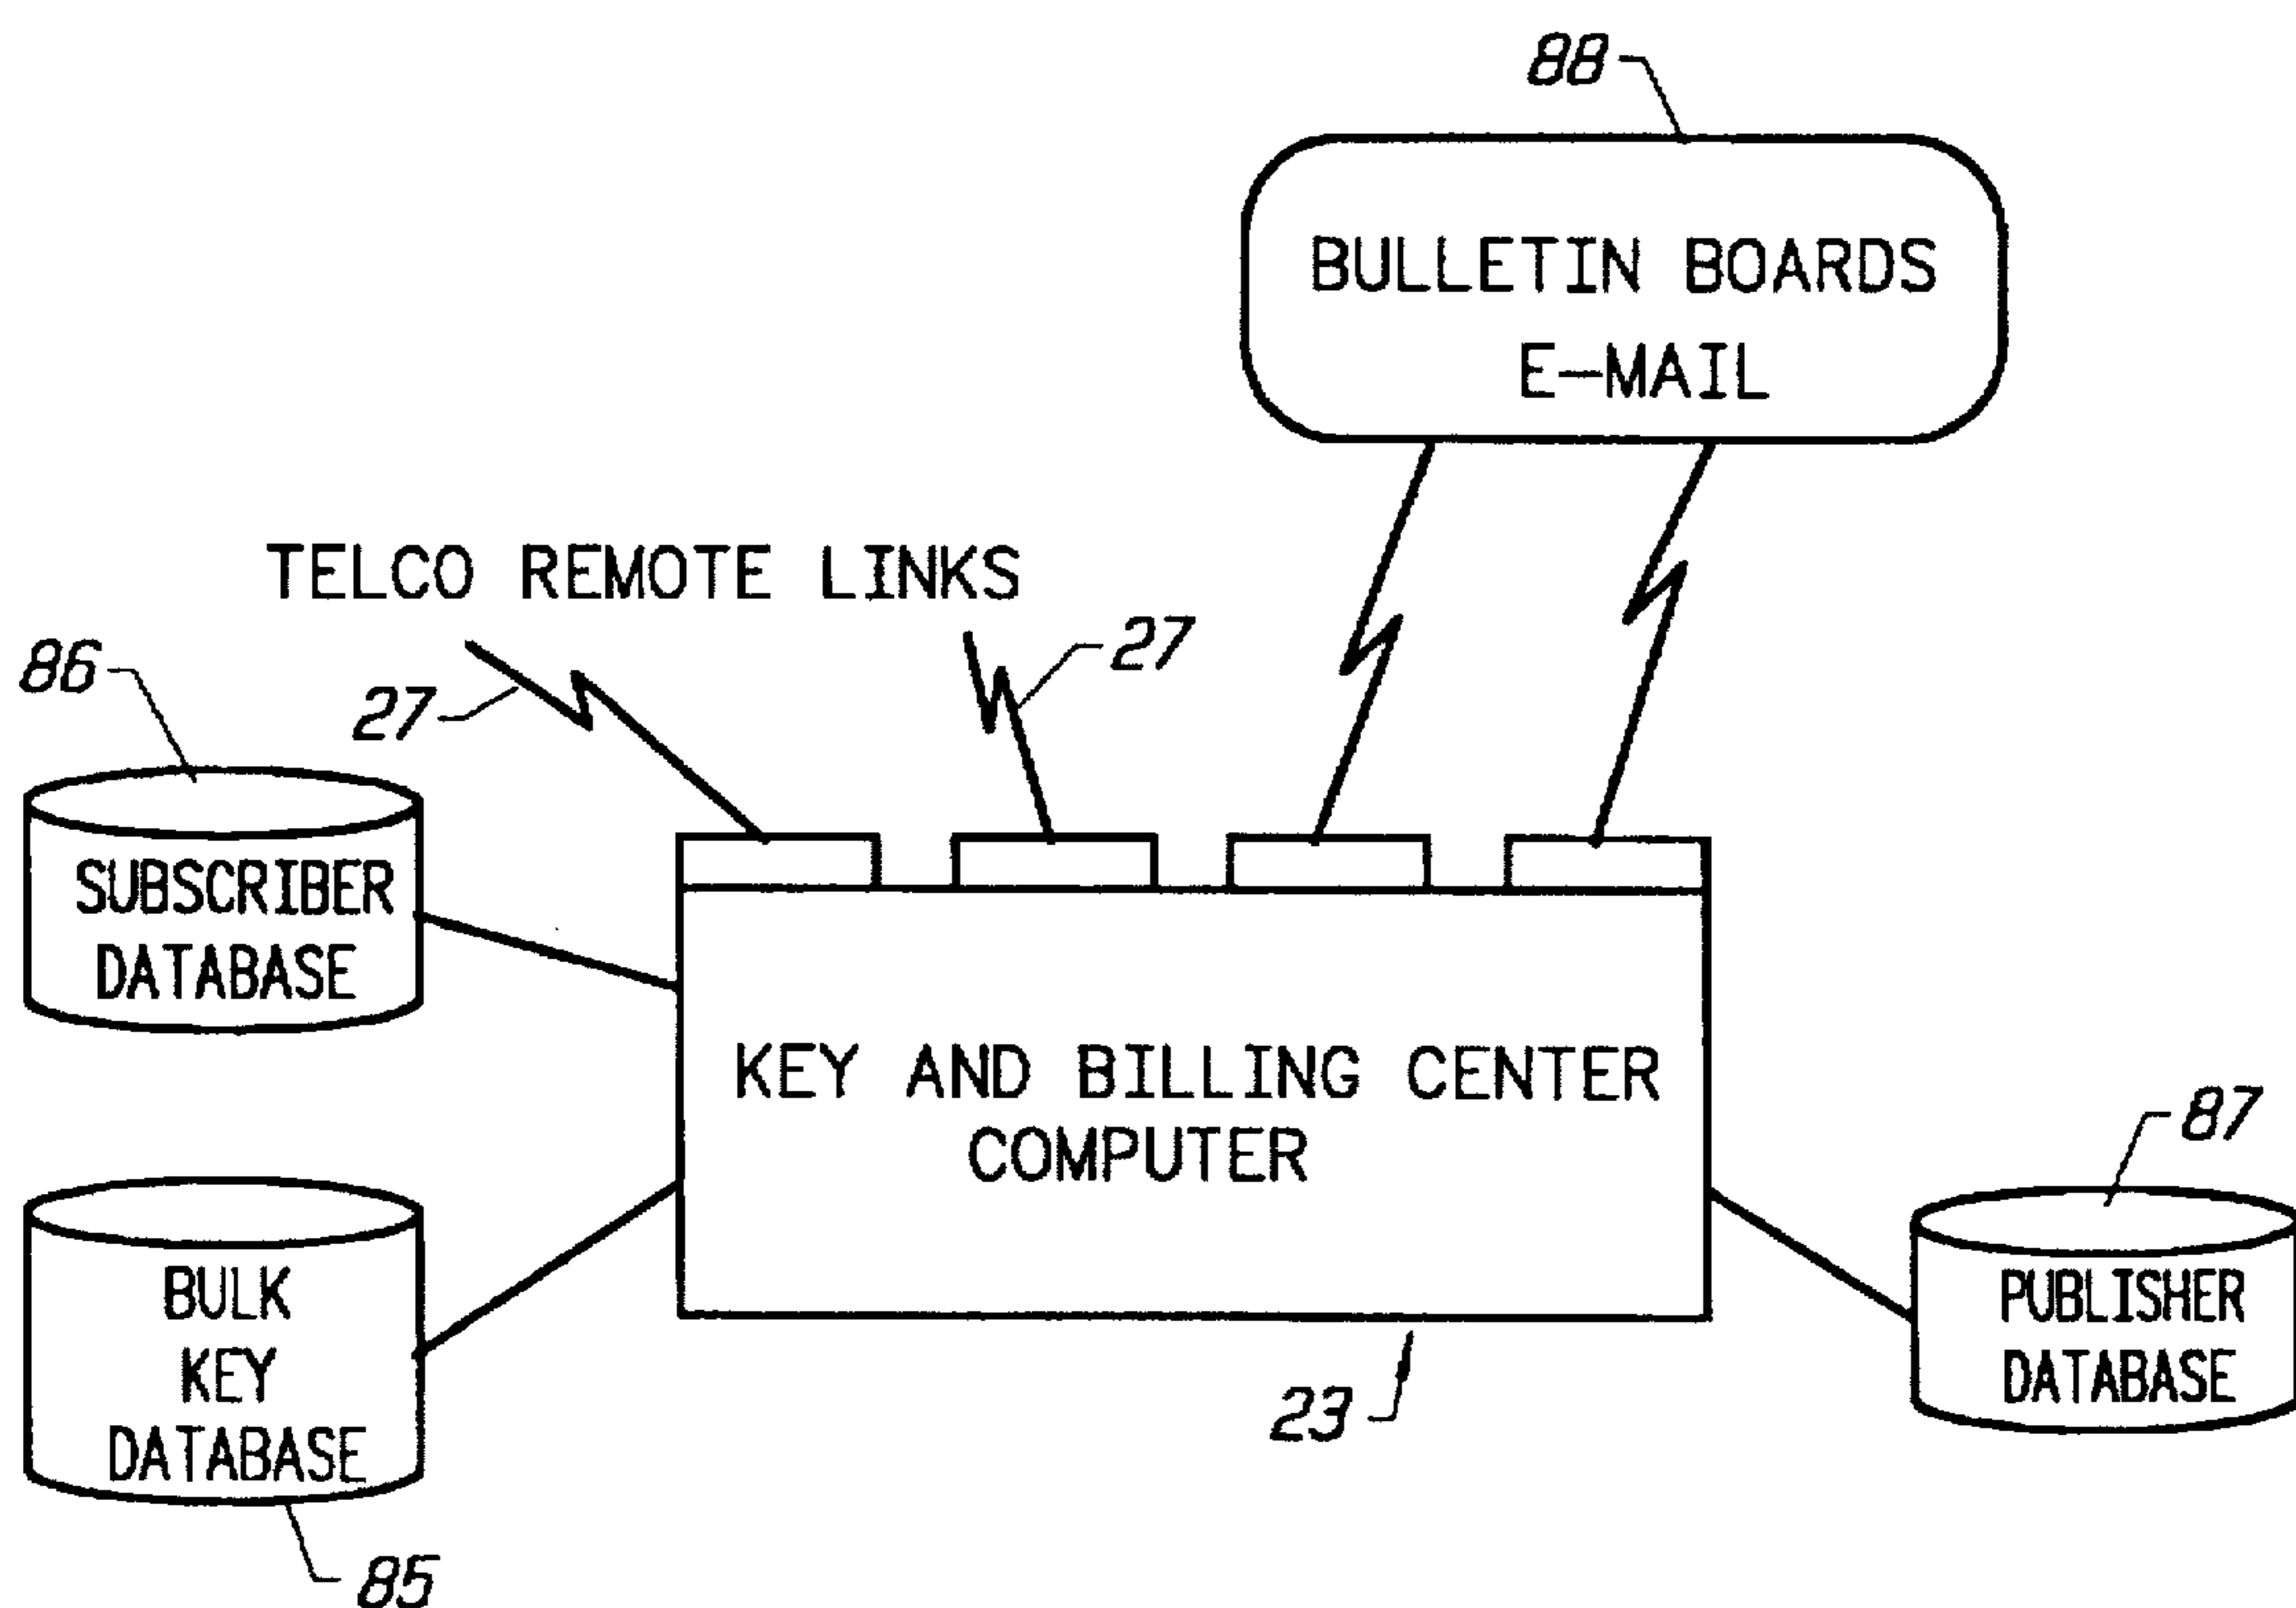 88
BULLETIN BOARDS
E-MAIL
TELCO REMOTE LINKS
27
27
86
SUBSCRIBER
DATABASE
KEY AND BILLING CENTER
COMPUTER
87
BULK
KEY
DATABASE
PUBLISHER
DATABASE
23
85